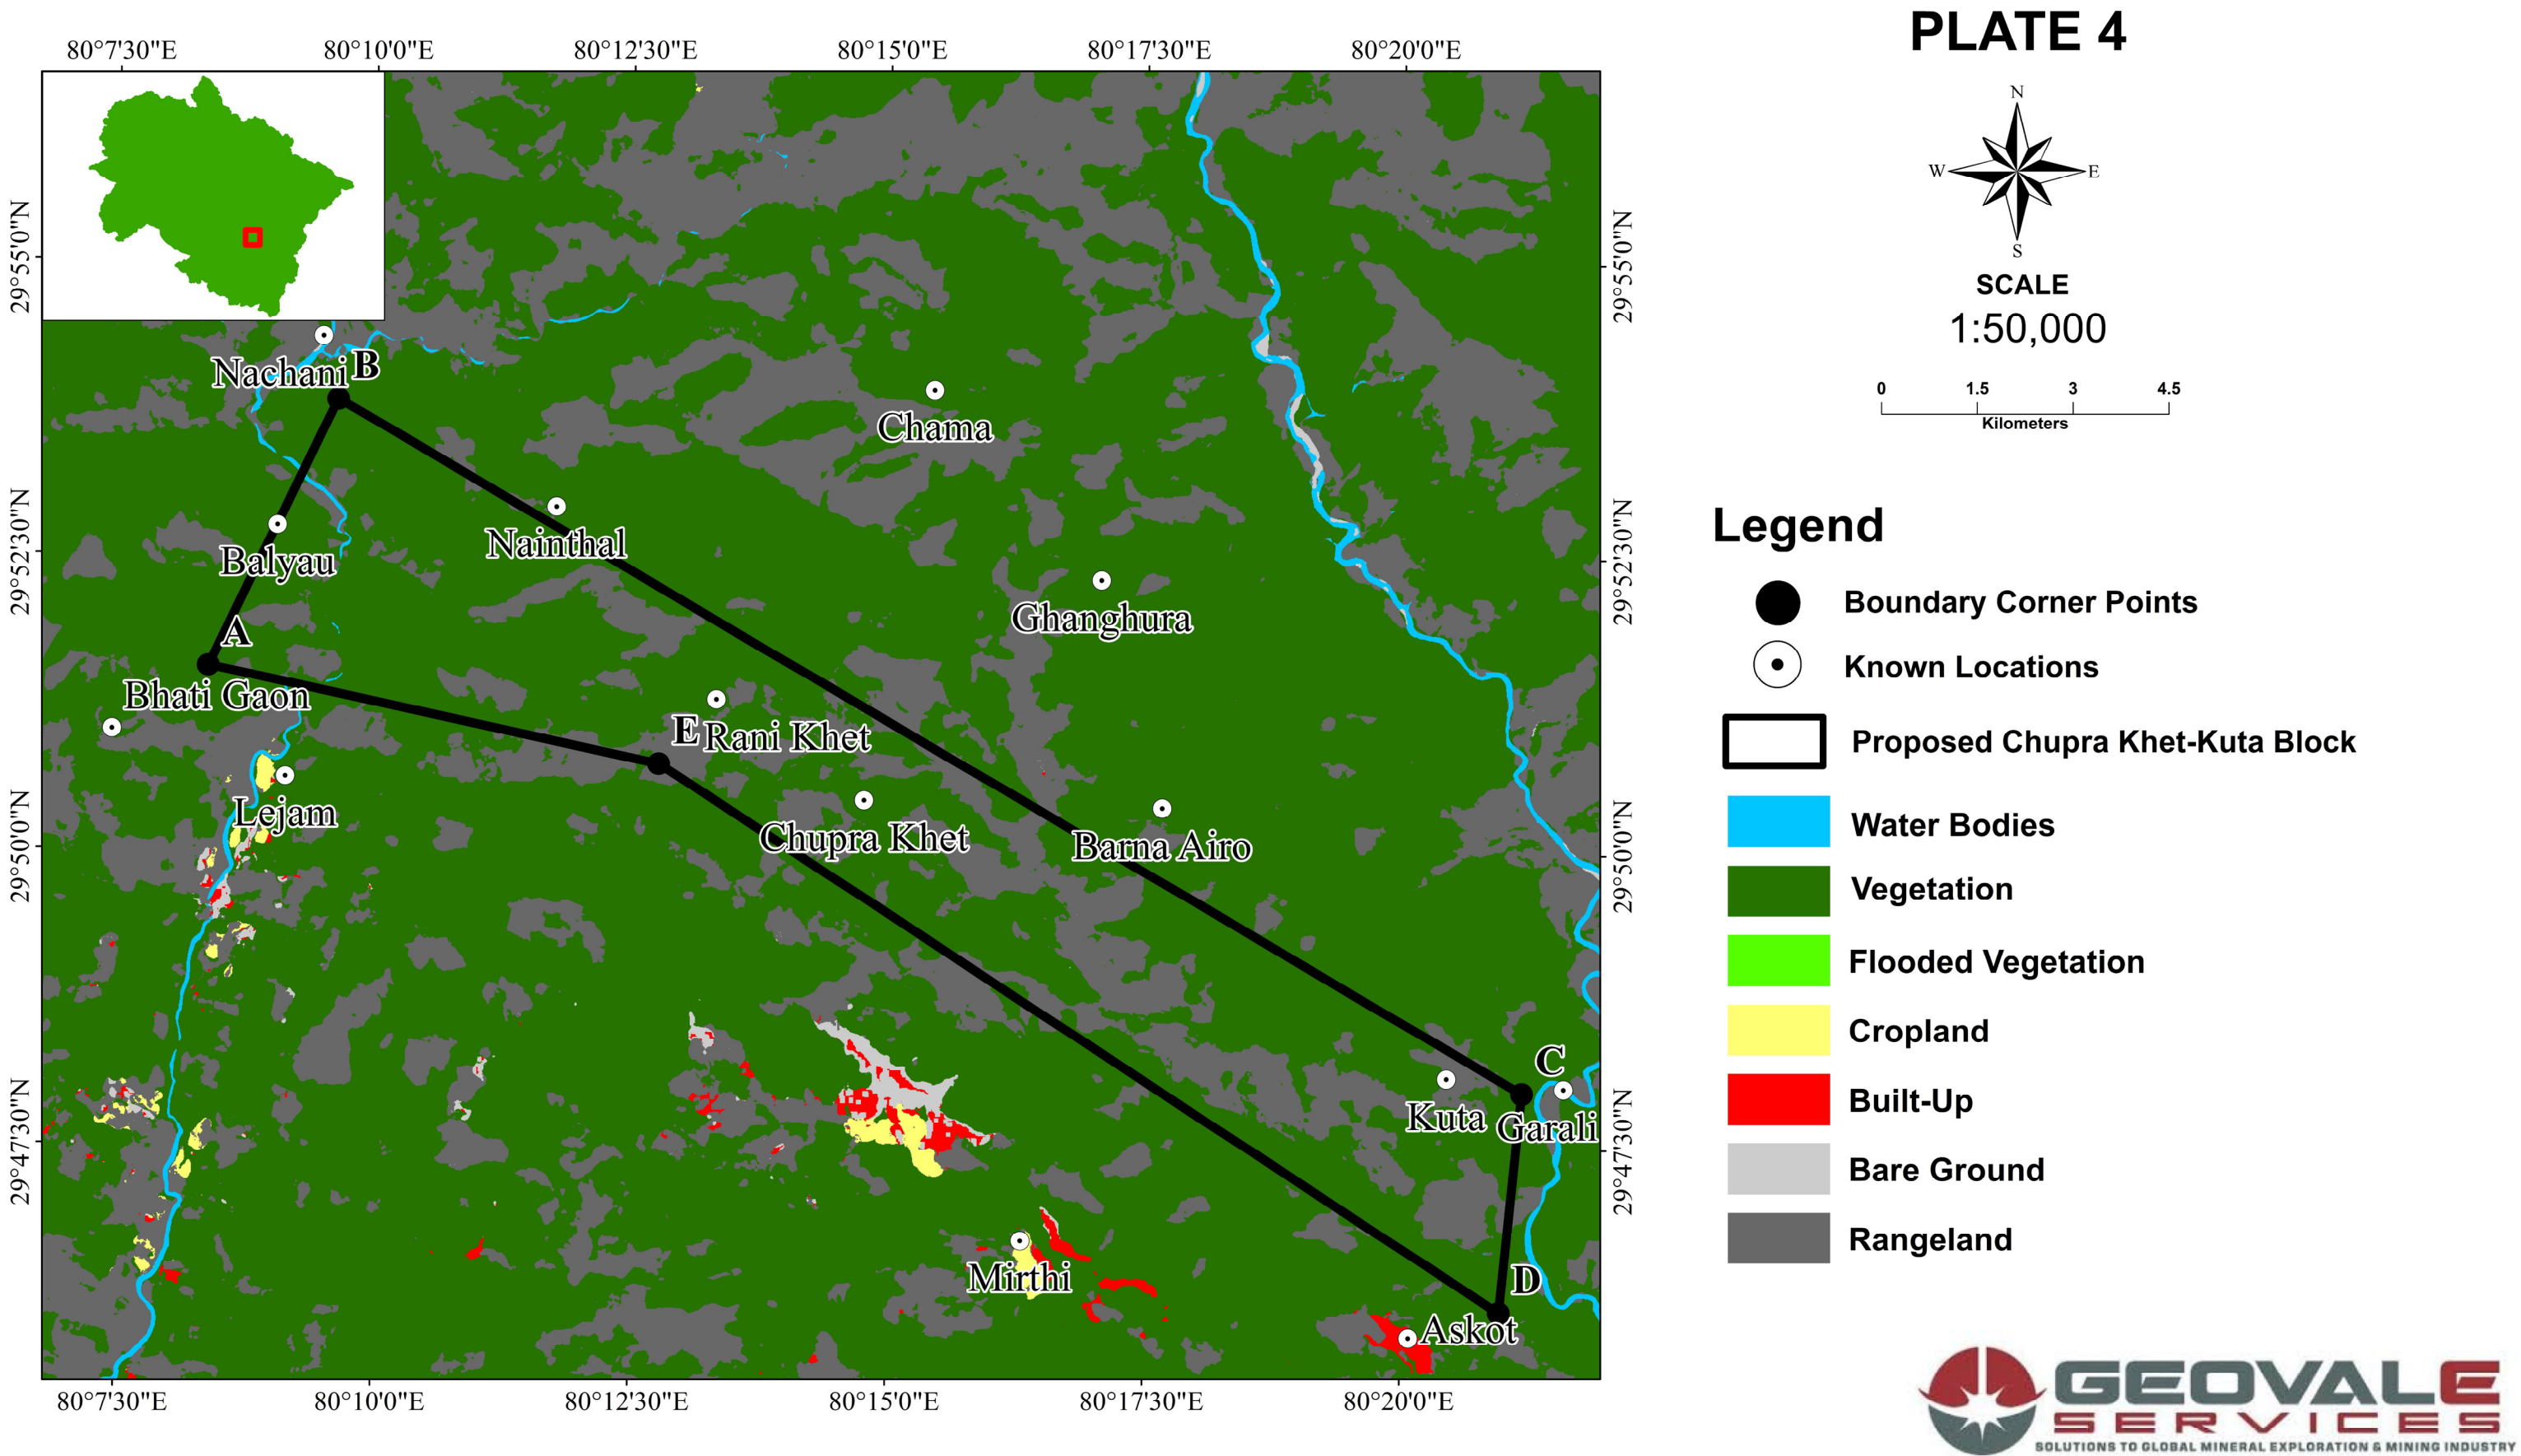 PLATE 4
80°7'30"E
80°10'0"E
80°12'30"E
80°15'0"E
80°17'30"E
80°20'0"E
29°55'0"N
29°52'30"N
29°50'0"N
29°47'30"N
29°55'0"N
29°52'30"N
29°50'0"N
29°47'30"N
Nachani
B
Chama
Nainthal
Balyau
Ghanghura
A
Bhati Gaon
E
Rani Khet
Lejam
Chupra Khet
Barna Airo
C
Kuta
Garali
Mirthi
D
Askot
80°7'30"E
80°10'0"E
80°12'30"E
80°15'0"E
80°17'30"E
80°20'0"E
N
W
E
S
SCALE
1:50,000
0
1.5
3
4.5
Kilometers
Legend
Boundary Corner Points
Known Locations
Proposed Chupra Khet-Kuta Block
Water Bodies
Vegetation
Flooded Vegetation
Cropland
Built-Up
Bare Ground
Rangeland
GEOVALE
SERVICES
SOLUTIONS TO GLOBAL MINERAL EXPLORATION & MINING INDUSTRY